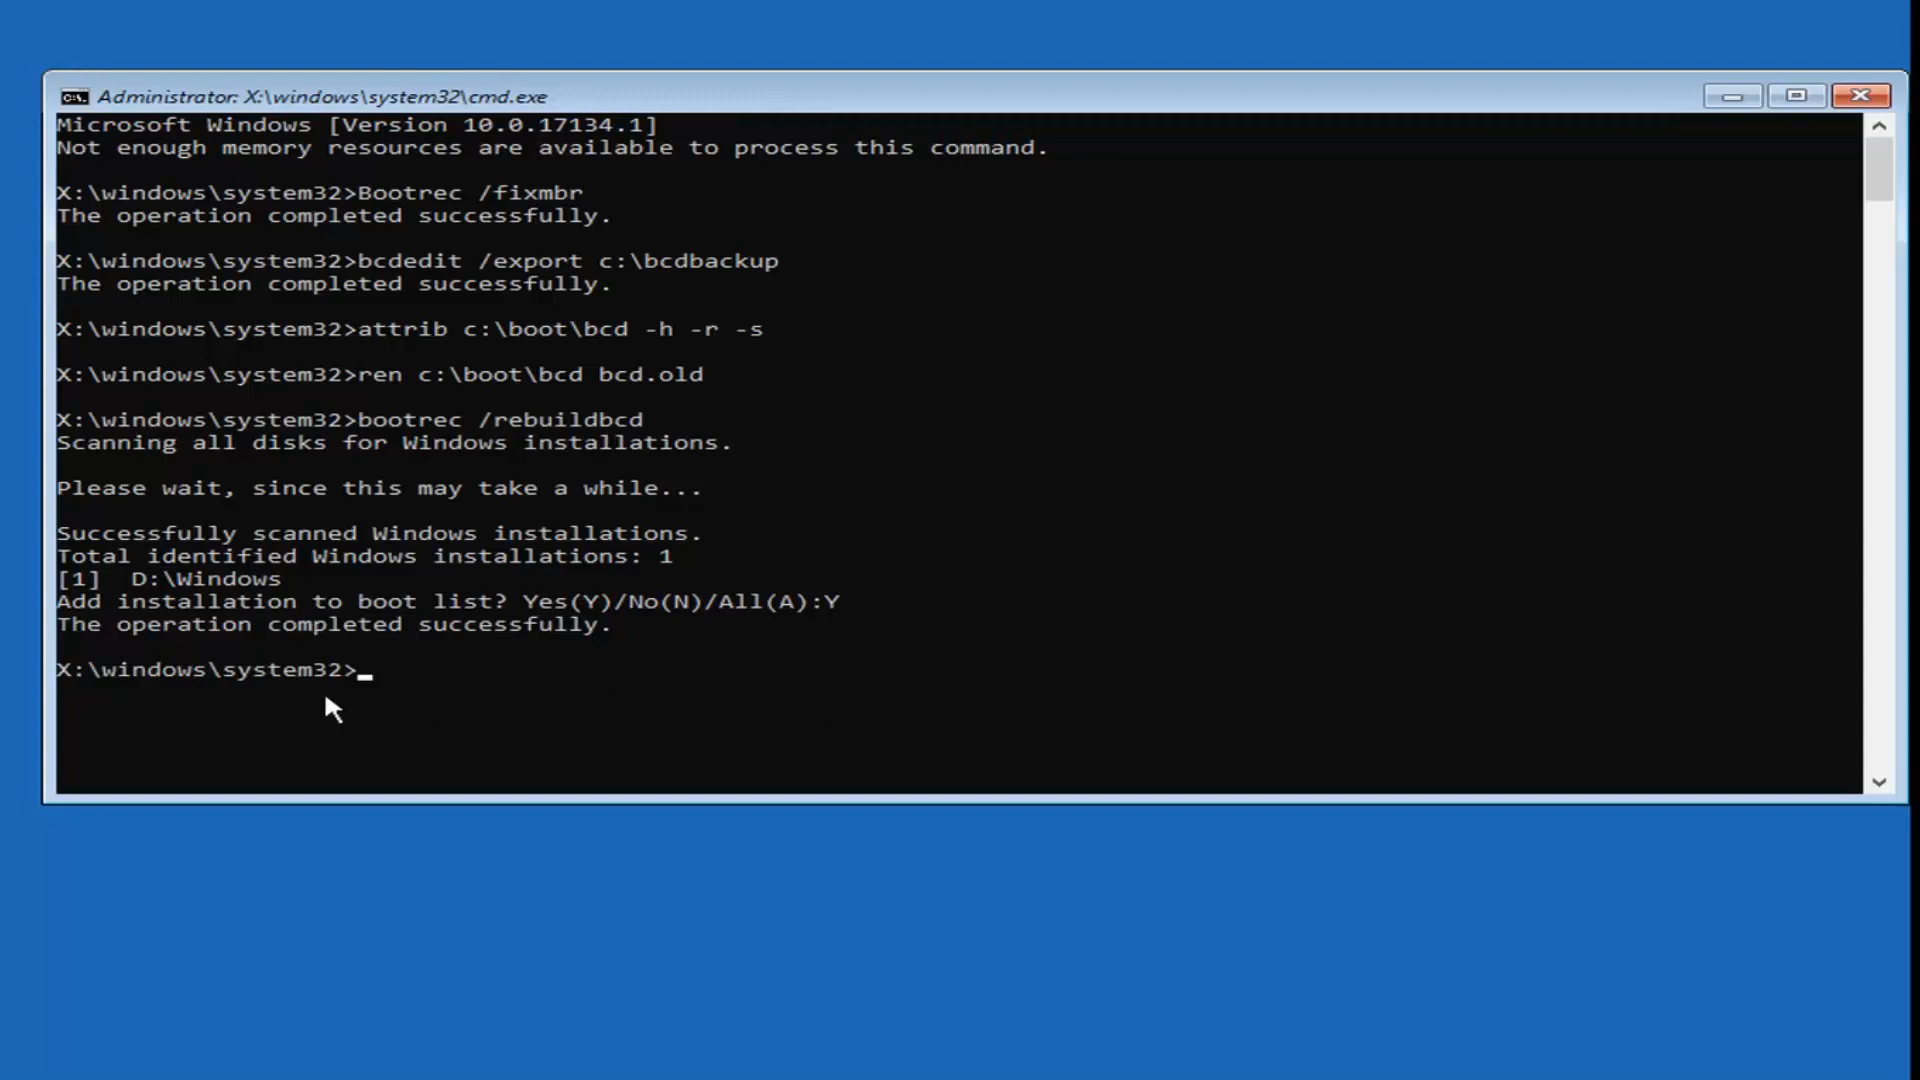 Administrator: X:\windows\system32\cmd.exe
Microsoft Windows [Version 10.0.17134.1]
Not enough memory resources are available to process this command.
X:\windows\system32>Bootrec /fixmbr
The operation completed successfully.
X:\windows\system32>bcdedit /export c:\bcdbackup
The operation completed successfully.
X:\windows\system32>attrib c:\boot\bcd -h -r -s
X:\windows\system32>ren c:\boot\bcd bcd.old
X:\windows\system32>bootrec /rebuildbcd
Scanning all disks for Windows installations.
Please wait, since this may take a while...
Successfully scanned Windows installations.
Total identified Windows installations: 1
[1]  D:\Windows
Add installation to boot list? Yes(Y)/No(N)/All(A):Y
The operation completed successfully.
X:\windows\system32>